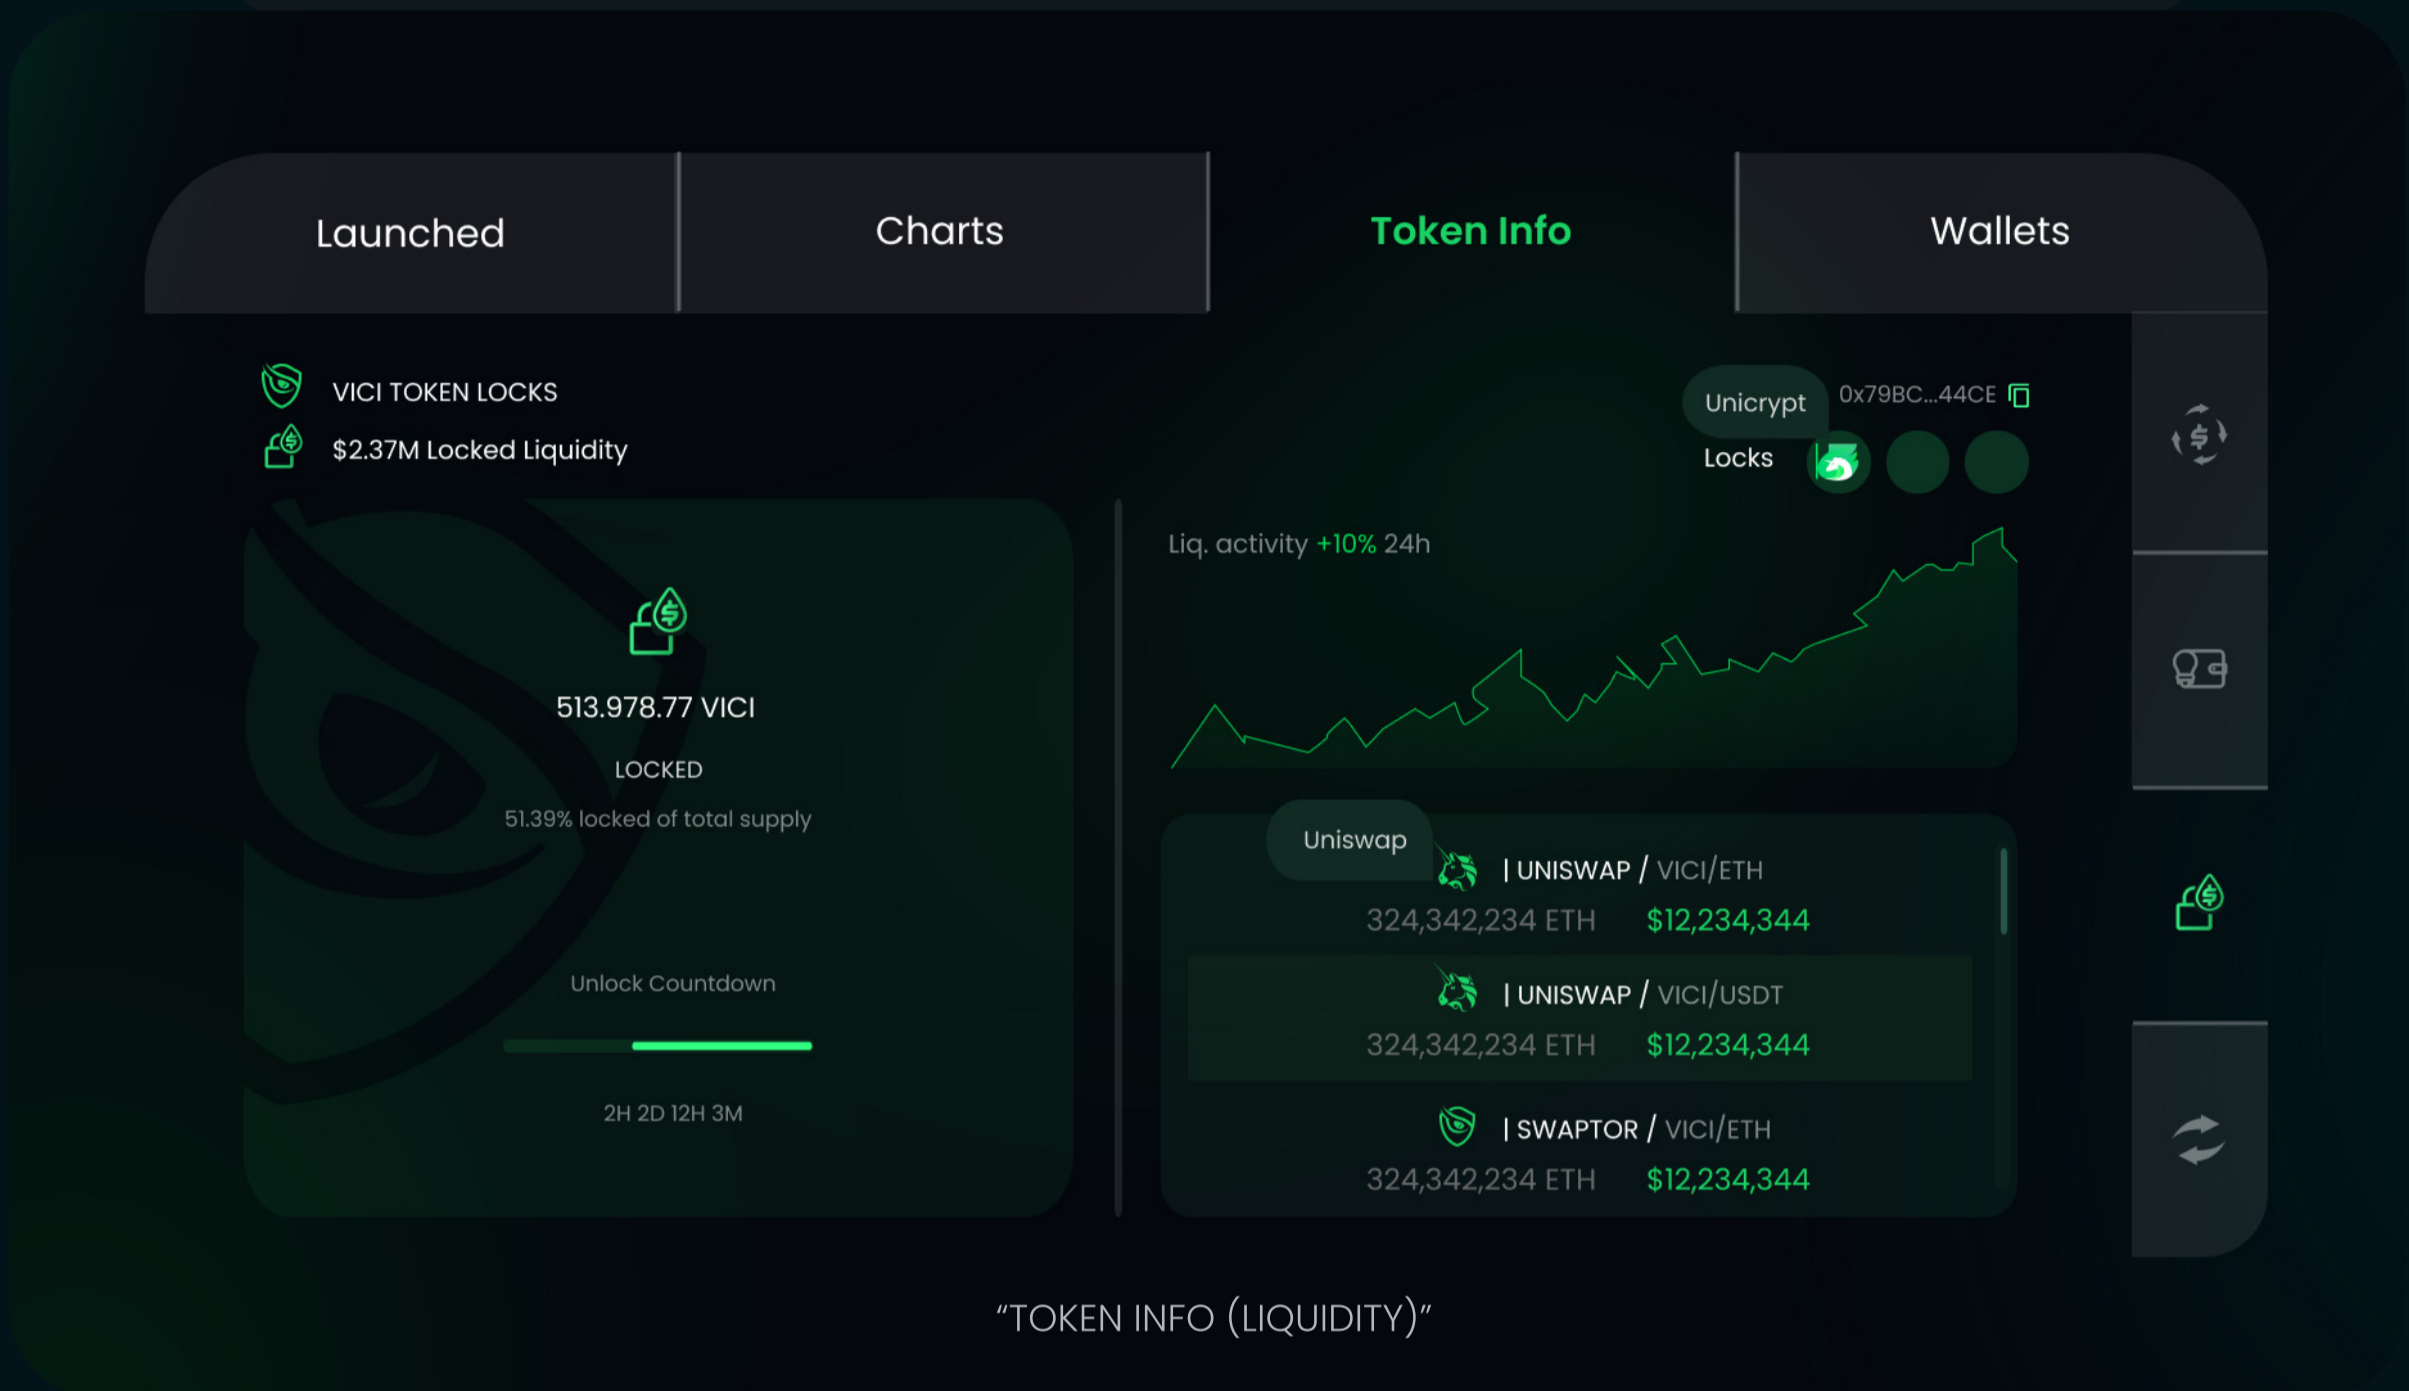 Launched
Charts
Token Info
Wallets
VICI TOKEN LOCKS
$2.37M Locked Liquidity
Unicrypt
0x79BC...44CE
Locks
513.978.77 VICI
LOCKED
51.39% locked of total supply
Unlock Countdown
2H 2D 12H 3M
Liq. activity +10% 24h
Uniswap
| UNISWAP / VICI/ETH
324,342,234 ETH $12,234,344
| UNISWAP / VICI/USDT
324,342,234 ETH $12,234,344
| SWAPTOR / VICI/ETH
324,342,234 ETH $12,234,344
“TOKEN INFO (LIQUIDITY)”